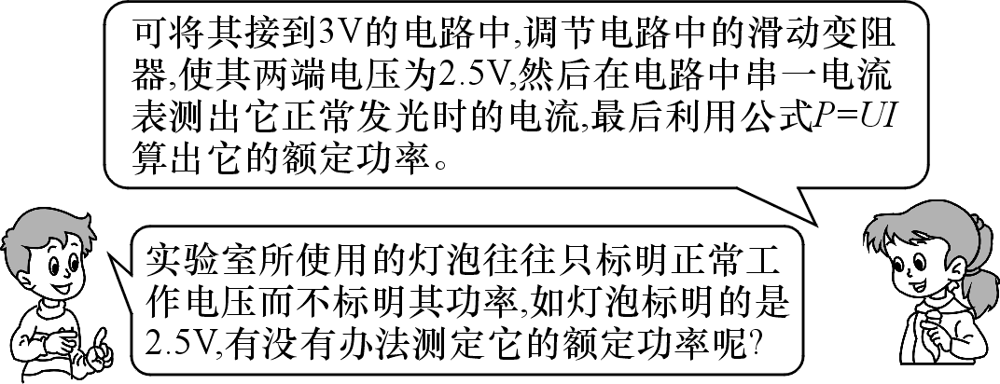 可将其接到3V的电路中,调节电路中的滑动变阻
器,使其两端电压为2.5V,然后在电路中串一电流
表测出它正常发光时的电流,最后利用公式P=UI
算出它的额定功率。
实验室所使用的灯泡往往只标明正常工
作电压而不标明其功率,如灯泡标明的是
2.5V,有没有办法测定它的额定功率呢?